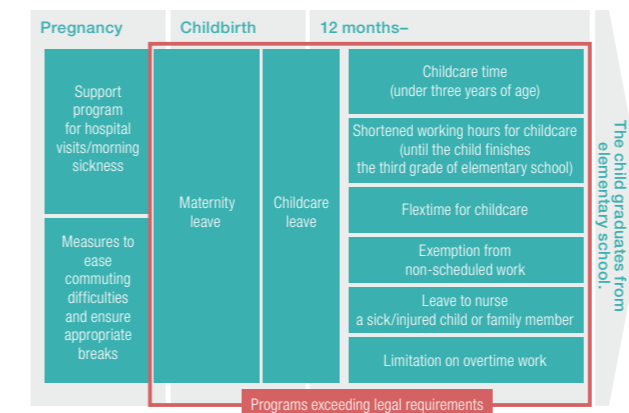 Pregnancy
Childbirth
12 months–
Support
program
for hospital
visits/morning
sickness
Measures to
ease
commuting
difficulties
and ensure
appropriate
breaks
Maternity
leave
Childcare
leave
Childcare time
(under three years of age)
Shortened working hours for childcare
(until the child finishes
the third grade of elementary school)
Flextime for childcare
Exemption from
non-scheduled work
Leave to nurse
a sick/injured child or family member
Limitation on overtime work
The child graduates from
elementary school.
Programs exceeding legal requirements